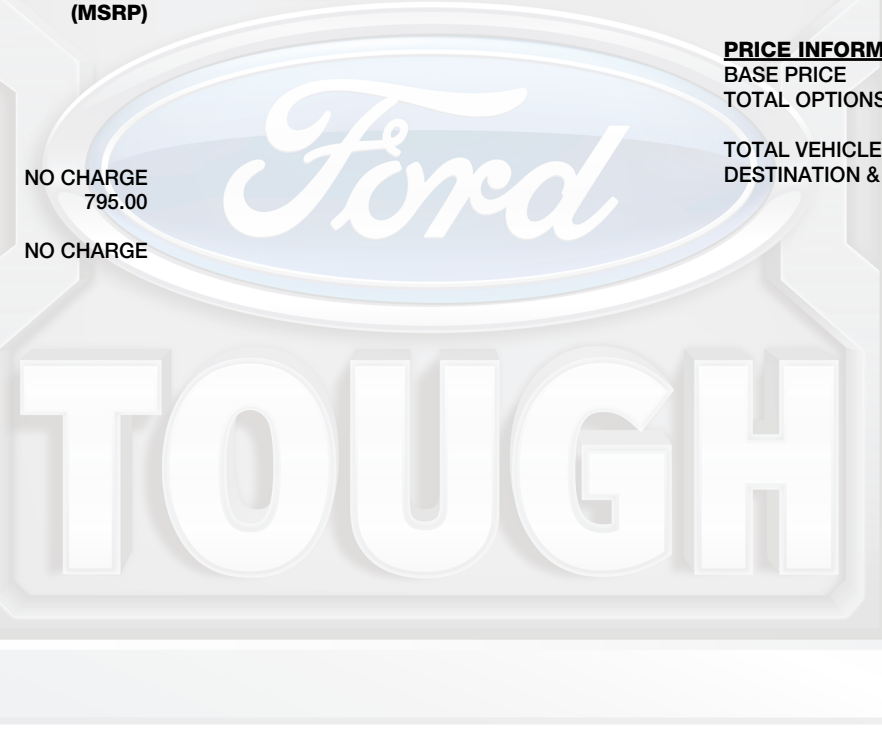 (MSRP)
NO CHARGE
795.00
NO CHARGE
PRICE INFORM
BASE PRICE
TOTAL OPTIONS
TOTAL VEHICLE
DESTINATION &
Ford
TOUGH